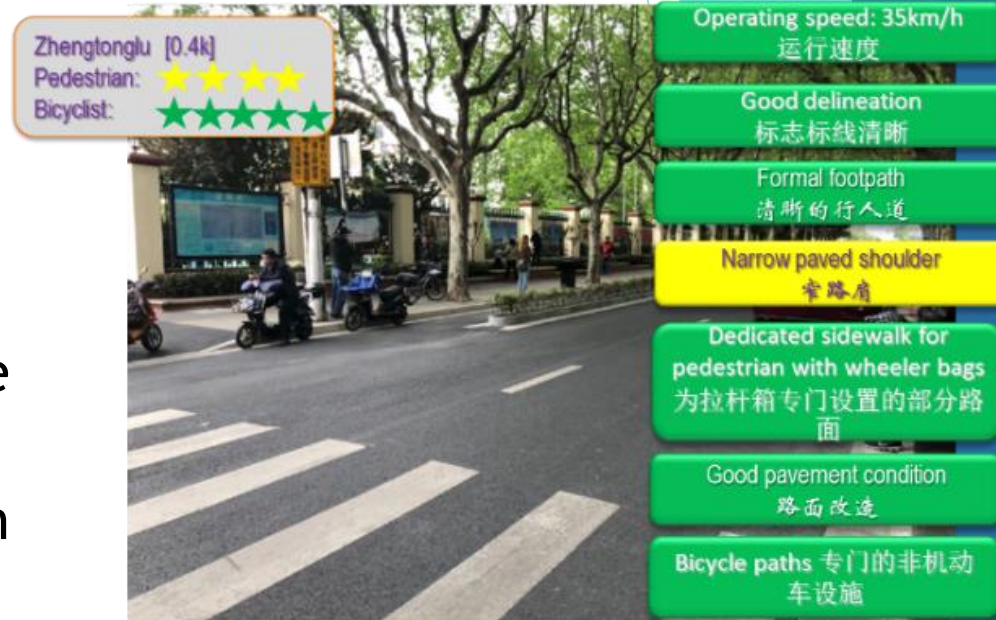 Zhengtonglu [0.4k]
Pedestrian:
Bicyclist:
Operating speed: 35km/h
运行速度
Good delineation
标志标线清晰
Formal footpath
清晰的行人道
Narrow paved shoulder
窄路肩
Dedicated sidewalk for
pedestrian with wheeler bags
为拉杆箱专门设置的部分路
面
Good pavement condition
路面改造
Bicycle paths 专门的非机动
车设施
e
n